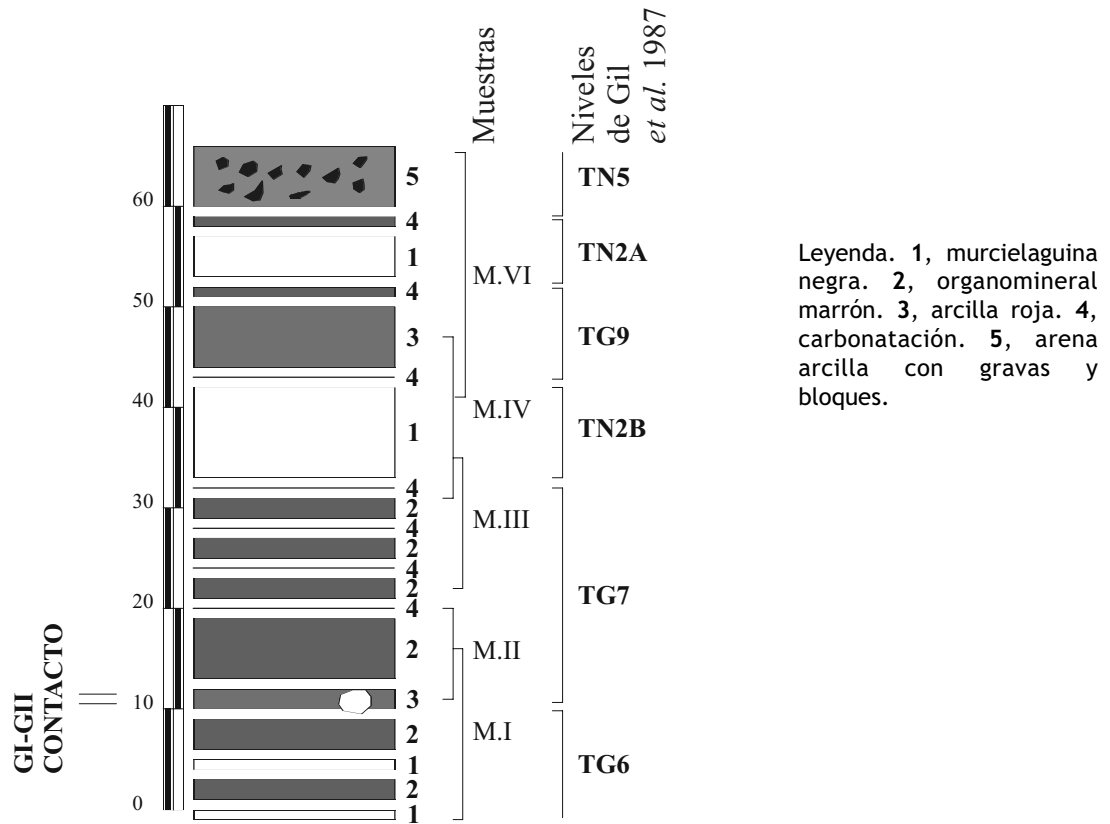 Muestras
Niveles
de Gil
et al. 1987
60
50
40
30
20
10
0
GI-GII
CONTACTO
5
4
1
4
3
4
1
4
2
4
2
4
2
4
2
3
2
1
2
1
M.VI
M.IV
M.III
M.II
M.I
TN5
TN2A
TG9
TN2B
TG7
TG6
Leyenda. 1, murcielaguina
negra. 2, organomineral
marrón. 3, arcilla roja. 4,
carbonatación. 5, arena
arcilla con gravas y
bloques.